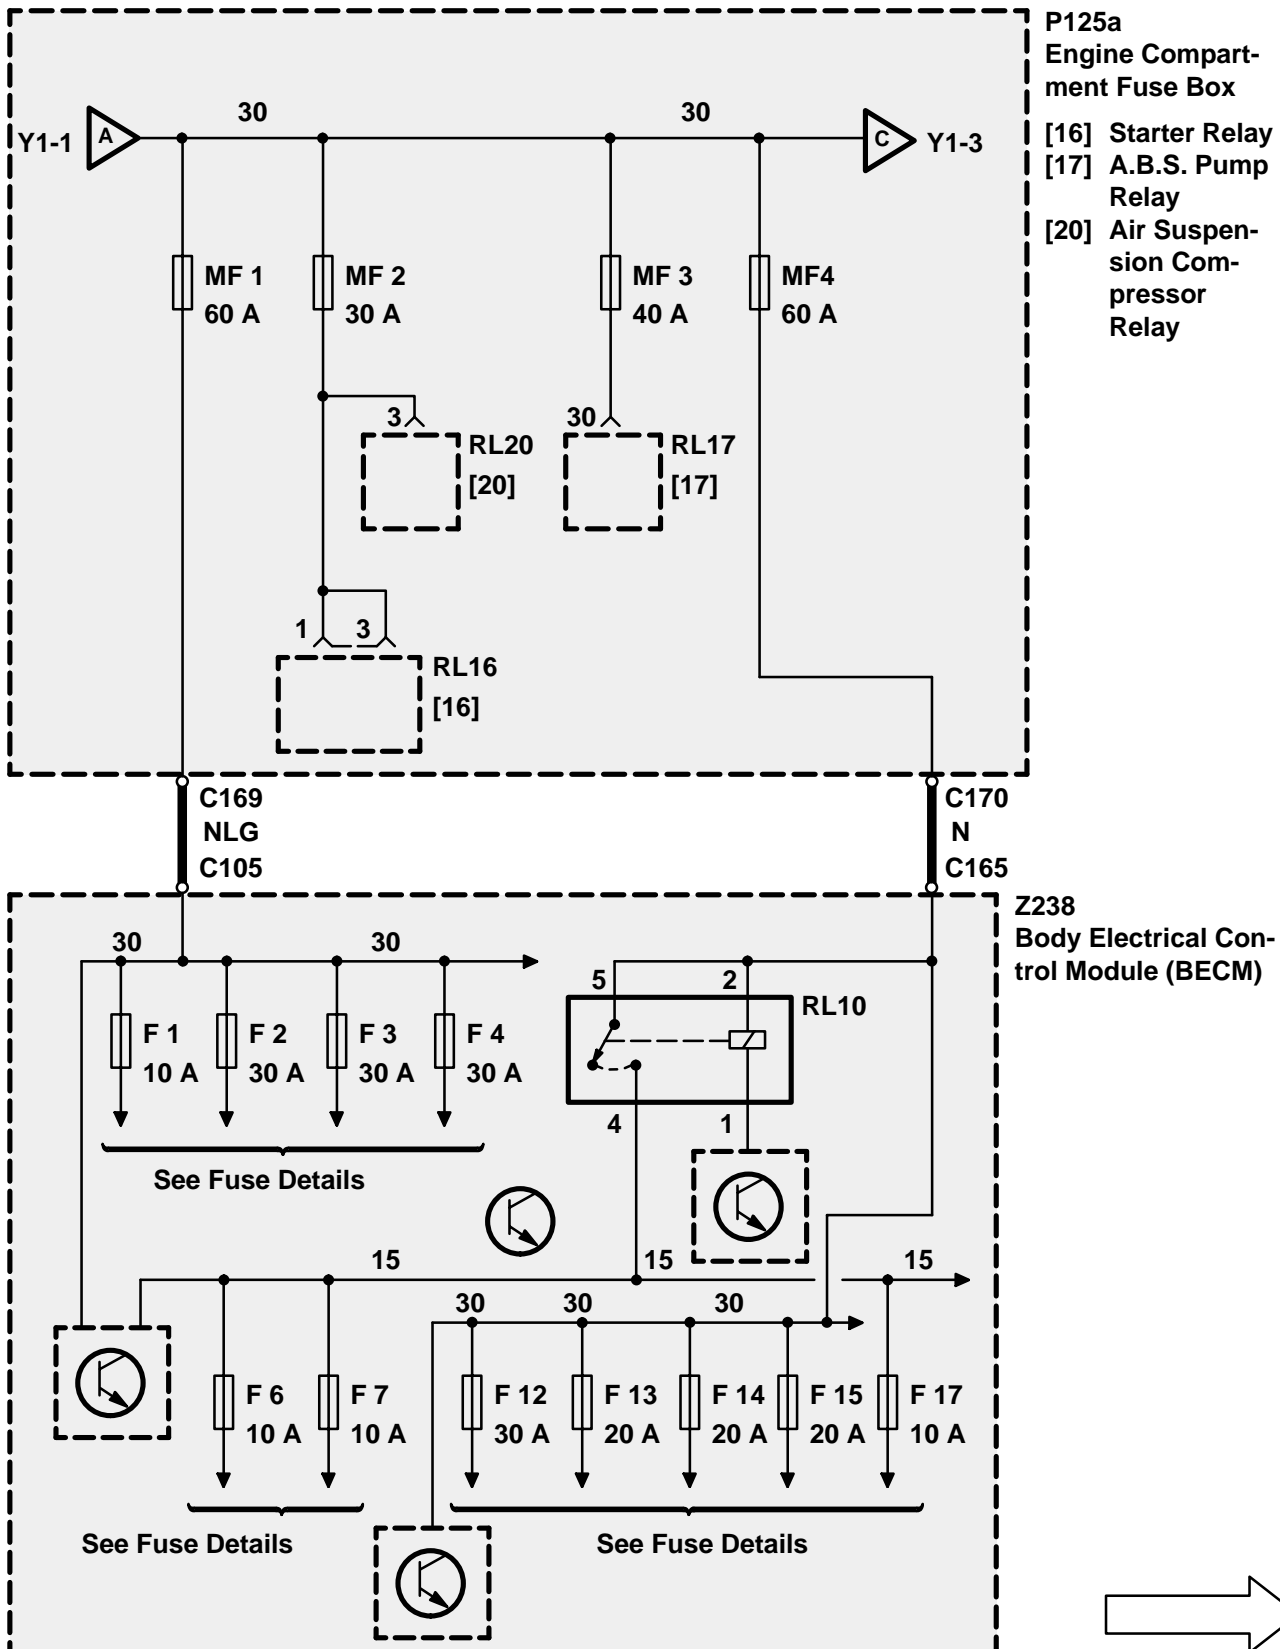 P125a
Engine Compart-
ment Fuse Box
[16] Starter Relay
[17] A.B.S. Pump
Relay
[20] Air Suspen-
sion Com-
pressor
Relay
30 30
Y1-1 A C Y1-3
MF 1 MF 2 MF 3 MF4
60 A 30 A 40 A 60 A
3 30
RL20 RL17
[20] [17]
1 3
RL16
[16]
C169 C170
NLG N
C105 C165
Z238
Body Electrical Con-
trol Module (BECM)
30 30
5 2
RL10
F 1 F 2 F 3 F 4
10 A 30 A 30 A 30 A
4 1
See Fuse Details
15 15 15
30 30 30
F 6 F 7 F 12 F 13 F 14 F 15 F 17
10 A 10 A 30 A 20 A 20 A 20 A 10 A
See Fuse Details See Fuse Details